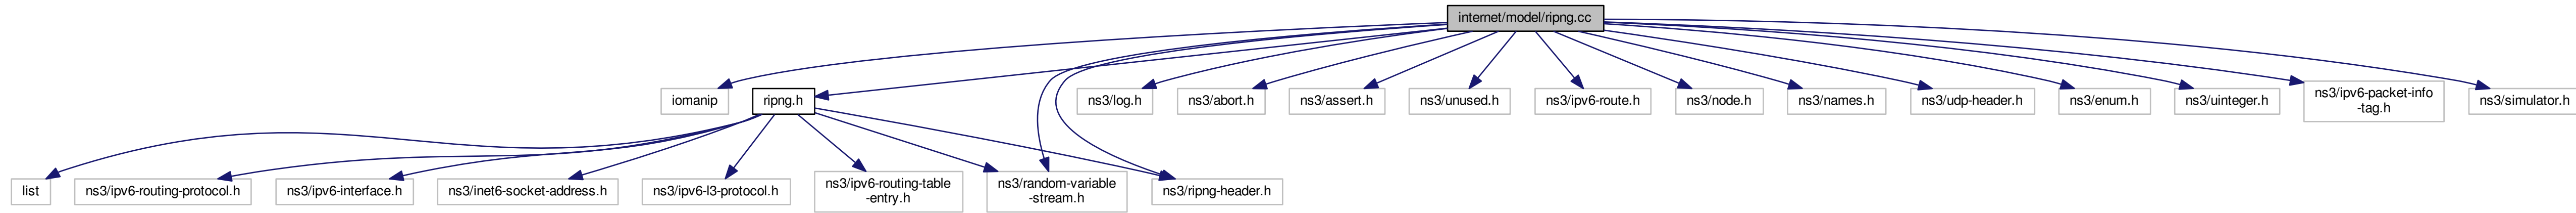 internet/model/ripng.cc
iomanip
ripng.h
ns3/log.h
ns3/abort.h
ns3/assert.h
ns3/unused.h
ns3/ipv6-route.h
ns3/node.h
ns3/names.h
ns3/udp-header.h
ns3/enum.h
ns3/uinteger.h
ns3/ipv6-packet-info
-tag.h
ns3/simulator.h
list
ns3/ipv6-routing-protocol.h
ns3/ipv6-interface.h
ns3/inet6-socket-address.h
ns3/ipv6-l3-protocol.h
ns3/ipv6-routing-table
-entry.h
ns3/random-variable
-stream.h
ns3/ripng-header.h